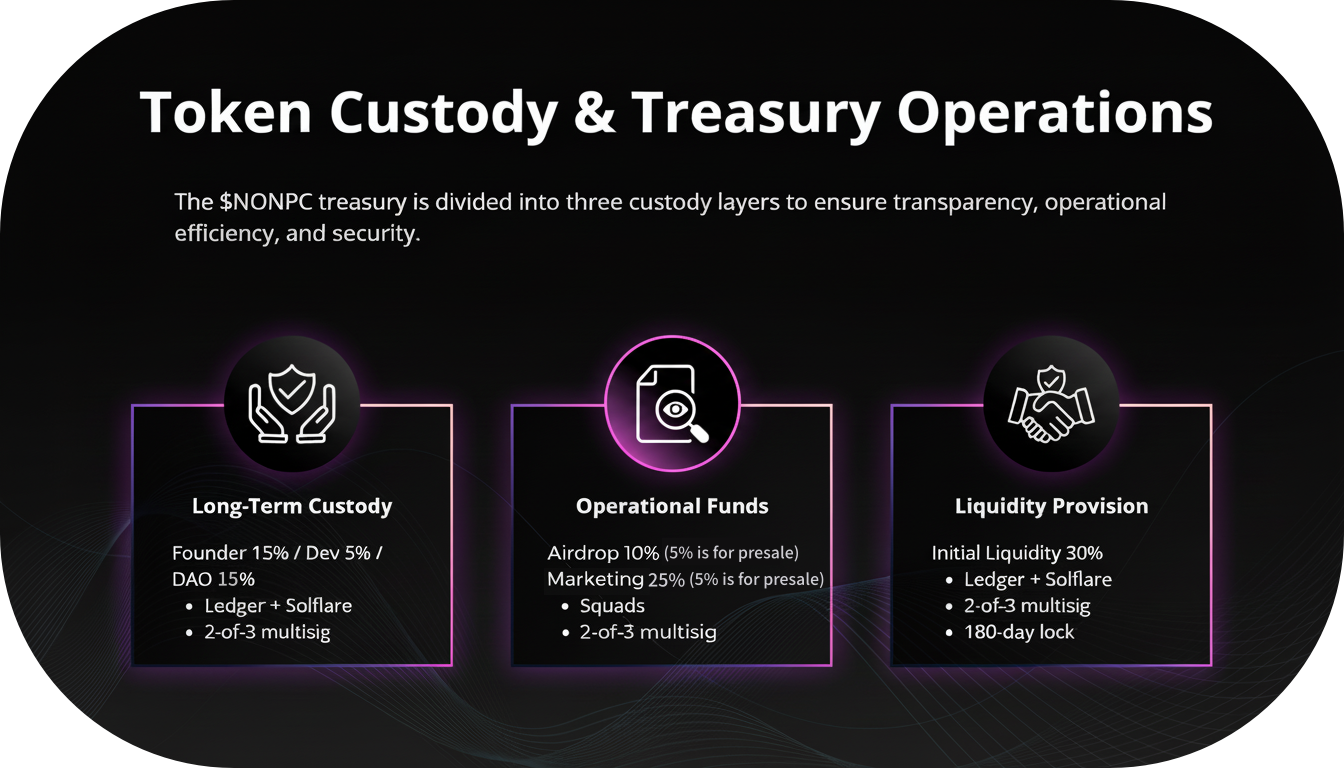 Token Custody & Treasury Operations
The $NONPC treasury is divided into three custody layers to ensure transparency, operational
efficiency, and security.
Long-Term Custody
Founder 15% / Dev 5% /
DAO 15%
• Ledger + Solflare
• 2-of-3 multisig
Operational Funds
Airdrop 10% (5% is for presale)
Marketing 25% (5% is for presale)
• Squads
• 2-of-3 multisig
Liquidity Provision
Initial Liquidity 30%
• Ledger + Solflare
• 2-of-3 multisig
• 180-day lock